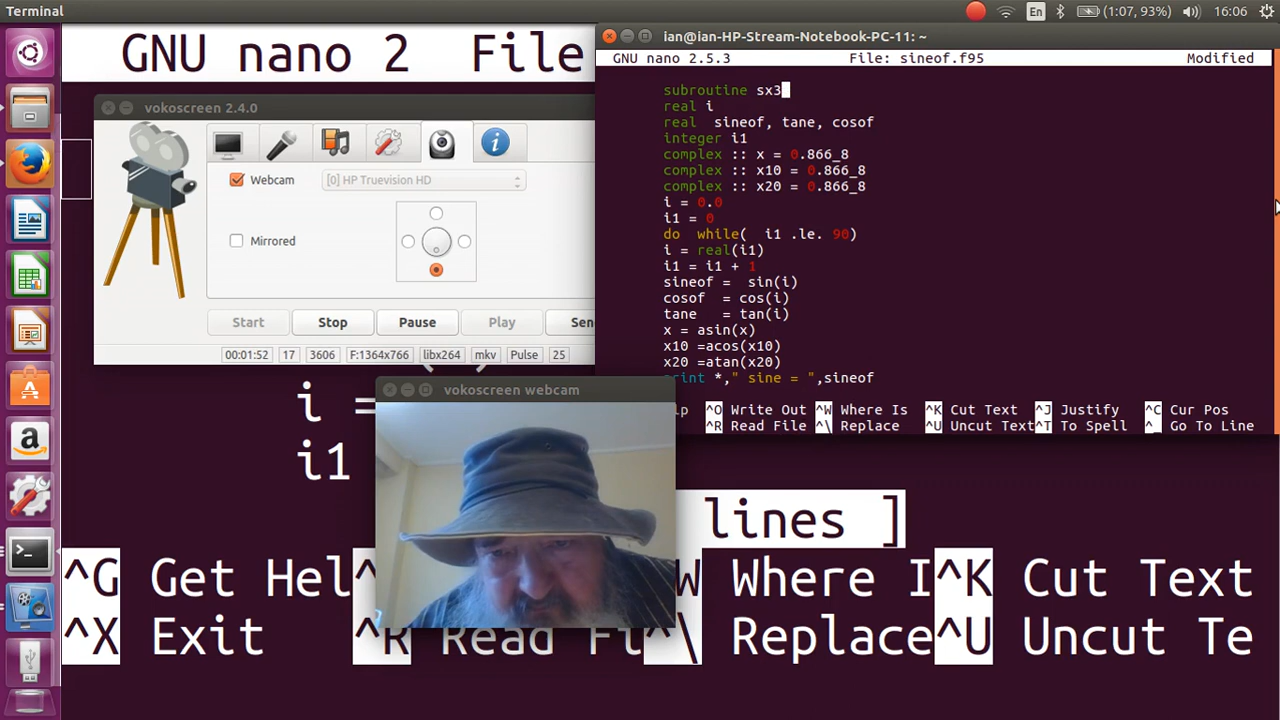 Terminal
En
(1:07, 93%)
16:06
GNU nano 2 File
vokoscreen 2.4.0
Webcam
[0] HP Truevision HD
Mirrored
Start
Stop
Pause
Play
Sen
00:01:52
17
3606
F:1364x766
libx264
mkv
Pulse
25
ian@ian-HP-Stream-Notebook-PC-11: ~
GNU nano 2.5.3 File: sineof.f95 Modified
subroutine sx3
real i
real sineof, tane, cosof
integer i1
complex :: x = 0.866_8
complex :: x10 = 0.866_8
complex :: x20 = 0.866_8
i = 0.0
i1 = 0
do while( i1 .le. 90)
i = real(i1)
i1 = i1 + 1
sineof = sin(i)
cosof = cos(i)
tane = tan(i)
x = asin(x)
x10 =acos(x10)
x20 =atan(x20)
print *," sine = ",sineof
lp ^O Write Out ^W Where Is ^K Cut Text ^J Justify ^C Cur Pos
^R Read File ^\ Replace ^U Uncut Text^T To Spell ^_ Go To Line
vokoscreen webcam
i =
i1
lines ]
^G Get Hel^ W Where I^K Cut Text
^X Exit ^R Read Fi^\ Replace^U Uncut Te